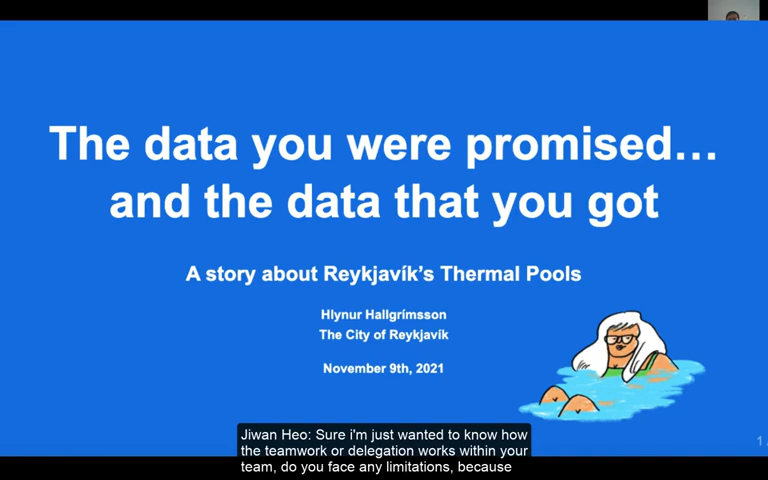 The data you were promised…
and the data that you got
A story about Reykjavík's Thermal Pools
Hlynur Hallgrímsson
The City of Reykjavík
November 9th, 2021
Jiwan Heo: Sure i'm just wanted to know how
the teamwork or delegation works within your
team, do you face any limitations, because
1